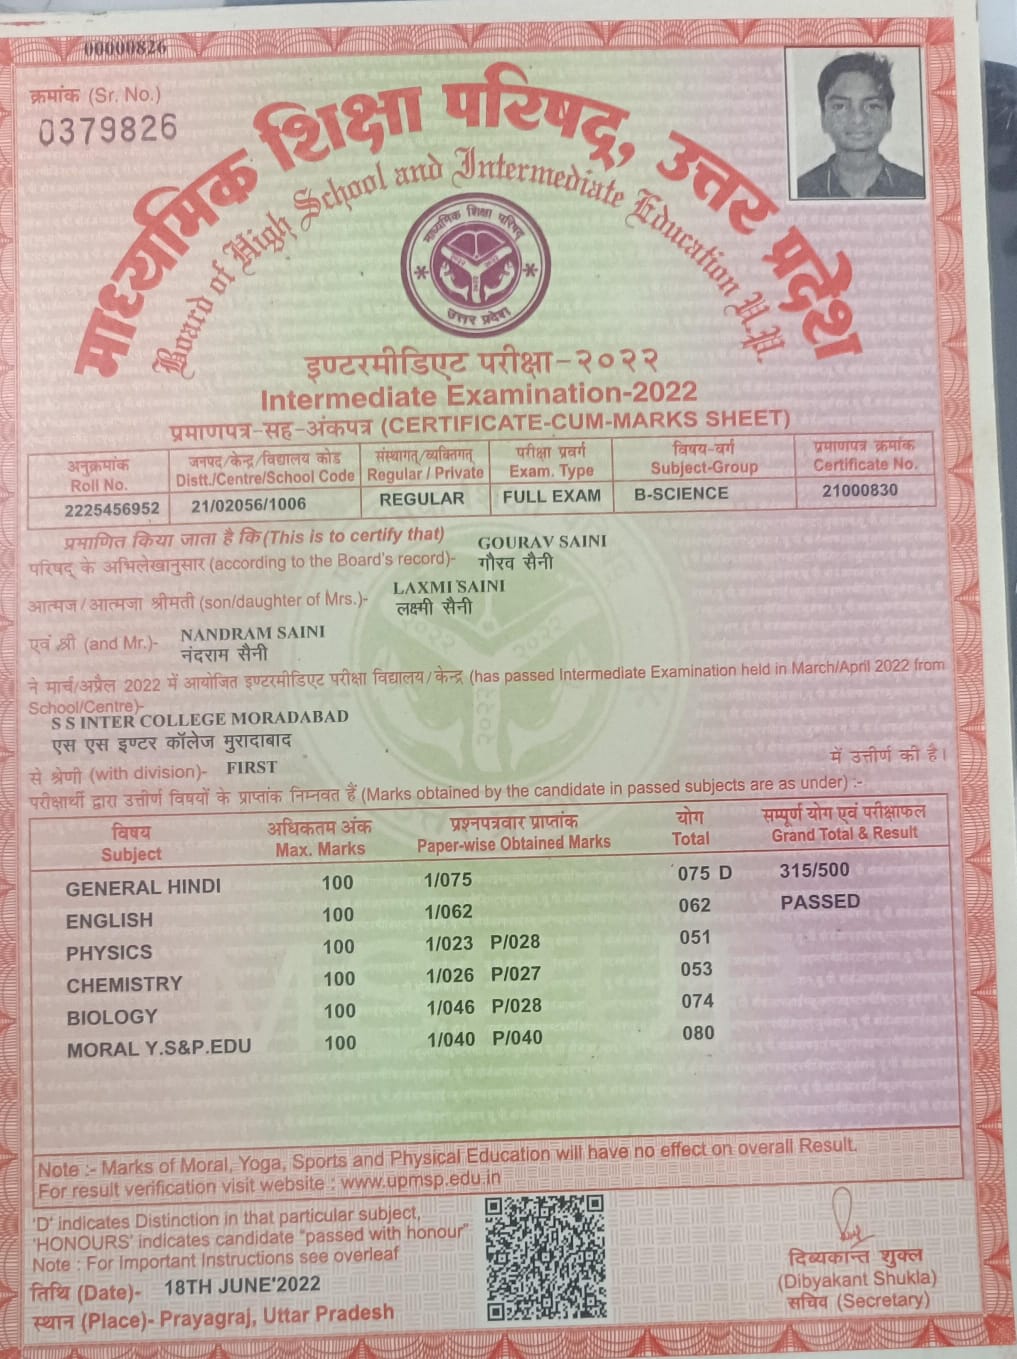 00000826
क्रमांक (Sr. No.)
0379826
माध्यमिक शिक्षा परिषद्, उत्तर प्रदेश
Board of High School and Intermediate Education U.P.
माध्यमिक शिक्षा परिषद्
उत्तर प्रदेश
इण्टरमीडिएट परीक्षा-२०२२
Intermediate Examination-2022
प्रमाणपत्र-सह-अंकपत्र (CERTIFICATE-CUM-MARKS SHEET)
अनुक्रमांक जनपद/केन्द्र/विद्यालय कोड संस्थागत्/व्यक्तिगत् परीक्षा प्रवर्ग विषय-वर्ग प्रमाणपत्र क्रमांक
Roll No. Distt./Centre/School Code Regular / Private Exam. Type Subject-Group Certificate No.
2225456952 21/02056/1006 REGULAR FULL EXAM B-SCIENCE 21000830
प्रमाणित किया जाता है कि (This is to certify that) GOURAV SAINI
परिषद् के अभिलेखानुसार (according to the Board's record)- गौरव सैनी
LAXMI SAINI
आत्मज/आत्मजा श्रीमती (son/daughter of Mrs.)- लक्ष्मी सैनी
एवं श्री (and Mr.)- NANDRAM SAINI
नंदराम सैनी
ने मार्च/अप्रैल 2022 में आयोजित इण्टरमीडिएट परीक्षा विद्यालय/केन्द्र (has passed Intermediate Examination held in March/April 2022 from
School/Centre)-
S S INTER COLLEGE MORADABAD
एस एस इण्टर कॉलेज मुरादाबाद
में उत्तीर्ण की है।
से श्रेणी (with division)- FIRST
परीक्षार्थी द्वारा उत्तीर्ण विषयों के प्राप्तांक निम्नवत हैं (Marks obtained by the candidate in passed subjects are as under) :-
विषय अधिकतम अंक प्रश्नपत्रवार प्राप्तांक योग सम्पूर्ण योग एवं परीक्षाफल
Subject Max. Marks Paper-wise Obtained Marks Total Grand Total & Result
GENERAL HINDI 100 1/075 075 D 315/500
ENGLISH 100 1/062 062 PASSED
PHYSICS 100 1/023 P/028 051
CHEMISTRY 100 1/026 P/027 053
BIOLOGY 100 1/046 P/028 074
MORAL Y.S&P.EDU 100 1/040 P/040 080
Note :- Marks of Moral, Yoga, Sports and Physical Education will have no effect on overall Result.
For result verification visit website : www.upmsp.edu.in
'D' indicates Distinction in that particular subject,
'HONOURS' indicates candidate "passed with honour"
Note : For Important Instructions see overleaf
तिथि (Date)- 18TH JUNE'2022
स्थान (Place)- Prayagraj, Uttar Pradesh
दिब्यकान्त शुक्ल
(Dibyakant Shukla)
सचिव (Secretary)